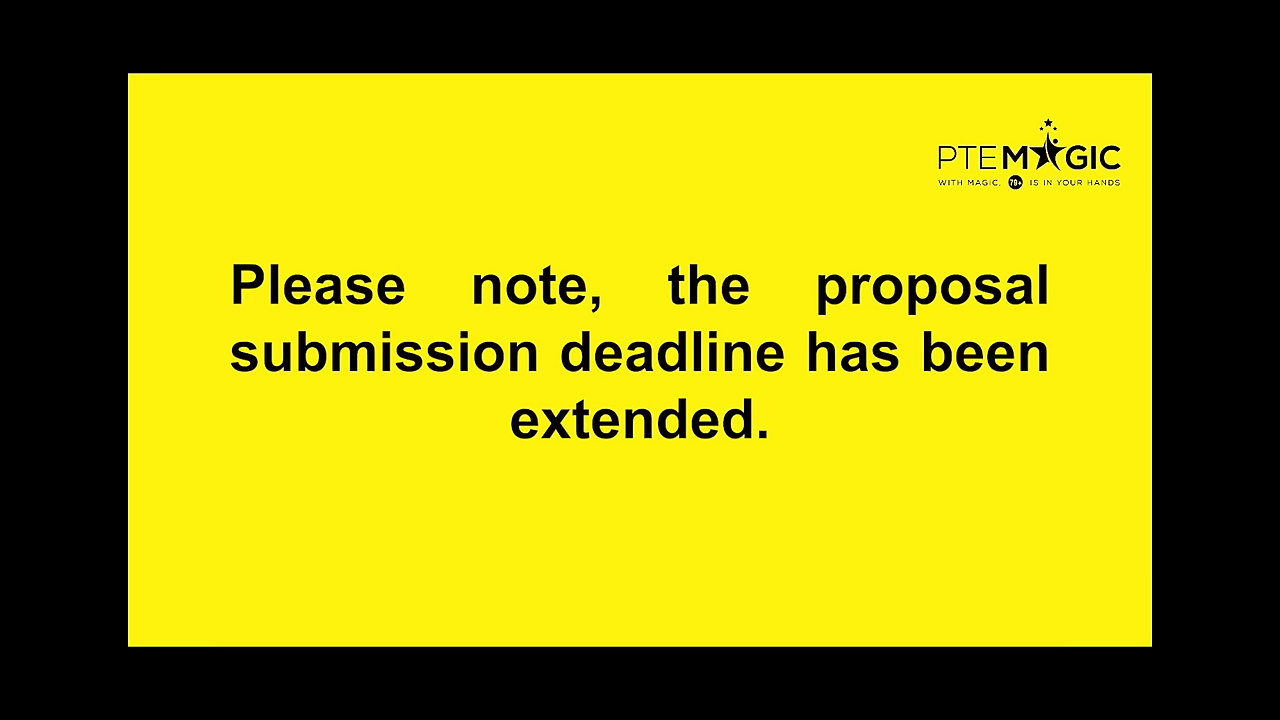 PTEMAGIC
WITH MAGIC, 79+ IS IN YOUR HANDS
Please note, the proposal
submission deadline has been
extended.